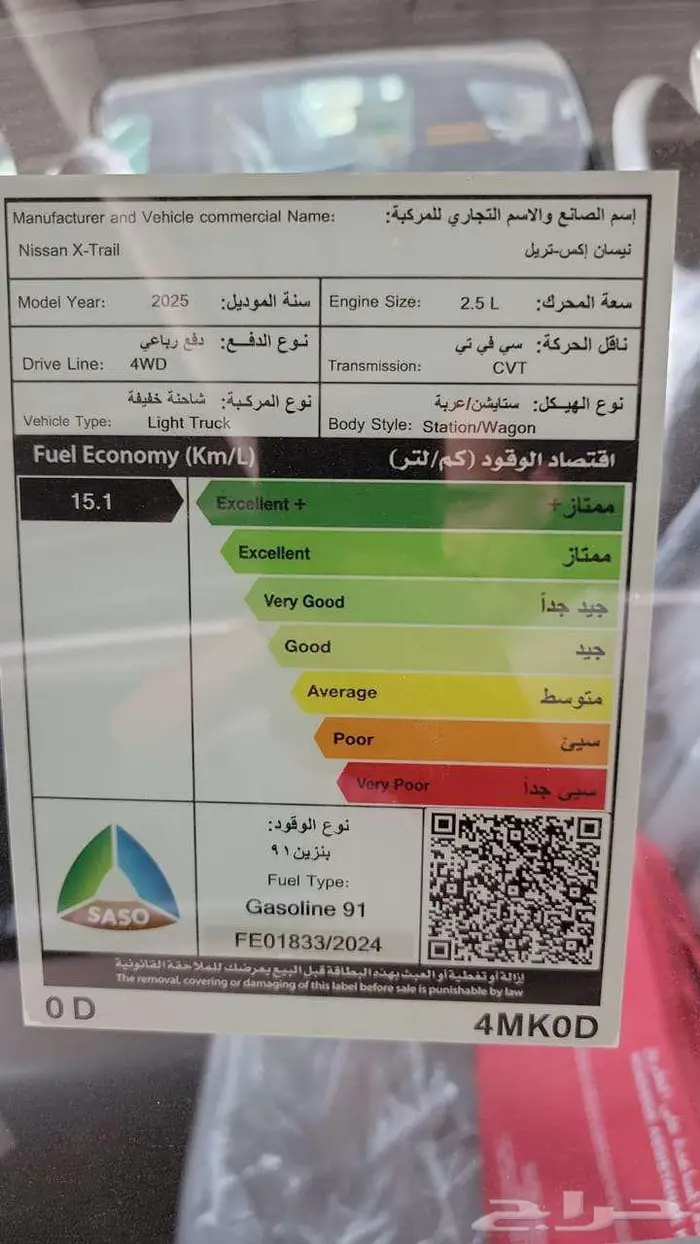 Manufacturer and Vehicle commercial Name: إسم الصانع والاسم التجاري للمركبة:
Nissan X-Trail نيسان إكس-تريل
Model Year: 2025 سنة الموديل:
Engine Size: 2.5 L سعة المحرك:
نوع الدفـــع: دفع رباعي
Drive Line: 4WD
ناقل الحركة: سي في تي
Transmission: CVT
نوع المركـبة: شاحنة خفيفة
Vehicle Type: Light Truck
نوع الهيـكل: ستايشن/عربة
Body Style: Station/Wagon
Fuel Economy (Km/L) اقتصاد الوقود (كم/لتر)
15.1
Excellent + ممتاز+
Excellent ممتاز
Very Good جيد جداً
Good جيد
Average متوسط
Poor سيئ
Very Poor سيئ جداً
SASO
نوع الوقود:
بنزين ٩١
Fuel Type:
Gasoline 91
FE01833/2024
إزالة أو تغطية أو العبث بهذه البطاقة قبل البيع يعرضك للملاحقة القانونية
The removal, covering or damaging of this label before sale is punishable by law
0 D
4MK0D
حراج